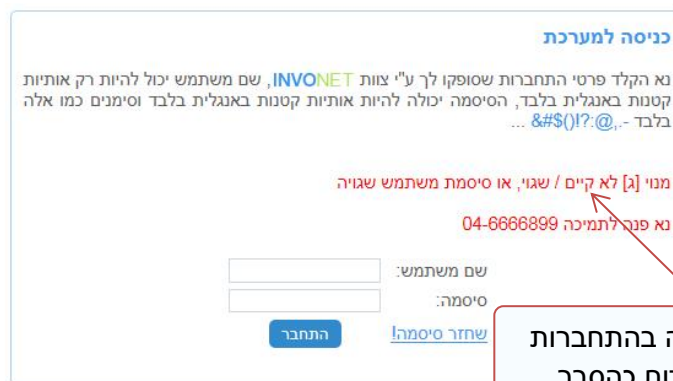 כניסה למערכת
נא הקלד פרטי התחברות שסופקו לך ע"י צוות INVONET, שם משתמש יכול להיות רק אותיות
קטנות באנגלית בלבד, הסיסמה יכולה להיות אותיות קטנות באנגלית בלבד וסימנים כמו אלה
בלבד -.,@:?!()$#& ...
מנוי [ג] לא קיים / שגוי, או סיסמת משתמש שגויה
נא פנה לתמיכה 04-6666899
שם משתמש:
סיסמה:
שחזר סיסמה!
התחבר
בהתחברות